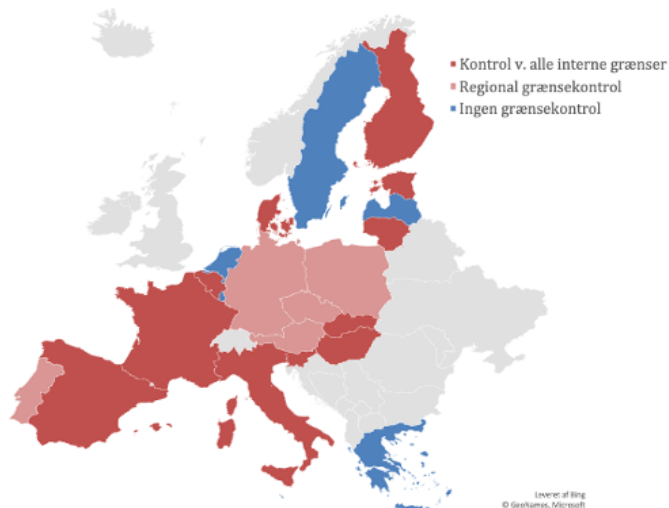 Kontrol v. alle interne grænser
Regional grænsekontrol
Ingen grænsekontrol
Leveret af Bing
© GeoNames, Microsoft